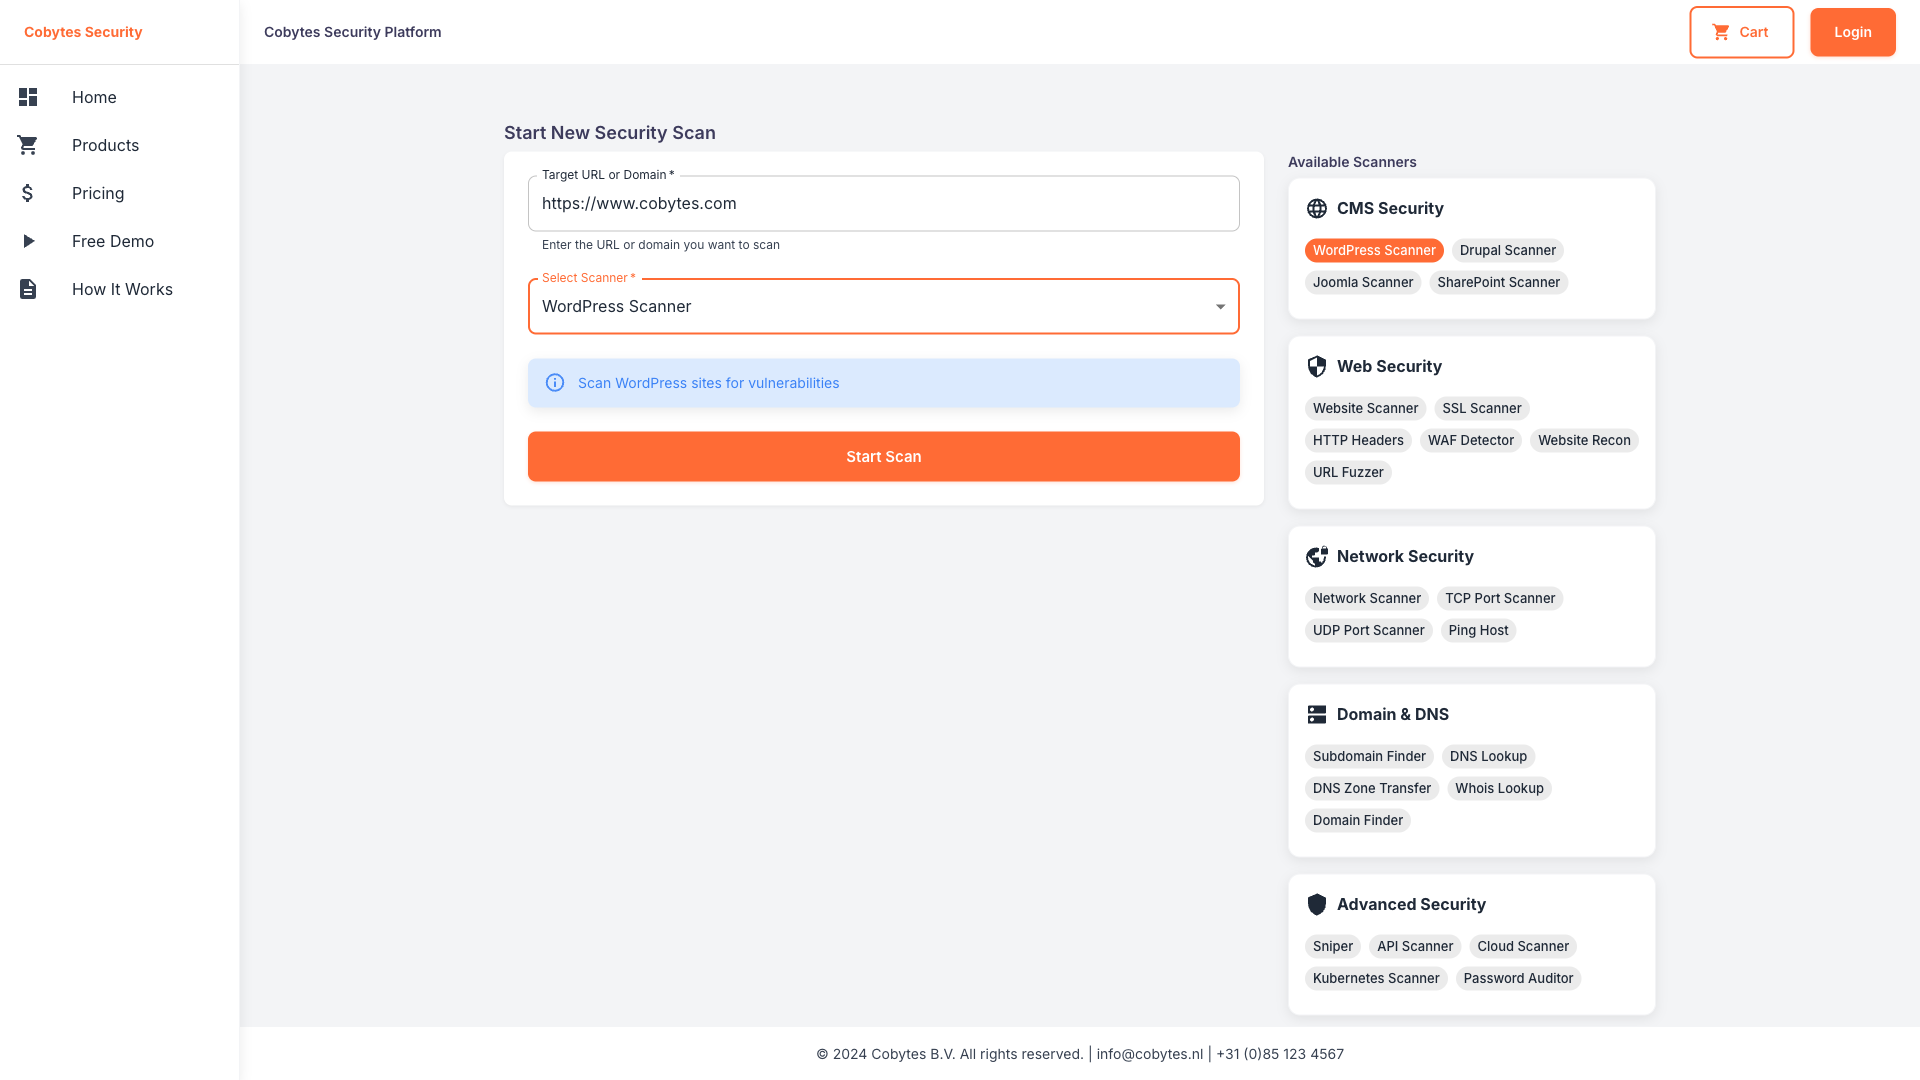 Cobytes Security
Cobytes Security Platform
Cart
Login
Home
Products
Pricing
Free Demo
How It Works
Start New Security Scan
Target URL or Domain *
https://www.cobytes.com
Enter the URL or domain you want to scan
Select Scanner *
WordPress Scanner
Scan WordPress sites for vulnerabilities
Start Scan
Available Scanners
CMS Security
WordPress Scanner Drupal Scanner
Joomla Scanner SharePoint Scanner
Web Security
Website Scanner SSL Scanner
HTTP Headers WAF Detector Website Recon
URL Fuzzer
Network Security
Network Scanner TCP Port Scanner
UDP Port Scanner Ping Host
Domain & DNS
Subdomain Finder DNS Lookup
DNS Zone Transfer Whois Lookup
Domain Finder
Advanced Security
Sniper API Scanner Cloud Scanner
Kubernetes Scanner Password Auditor
© 2024 Cobytes B.V. All rights reserved. | info@cobytes.nl | +31 (0)85 123 4567